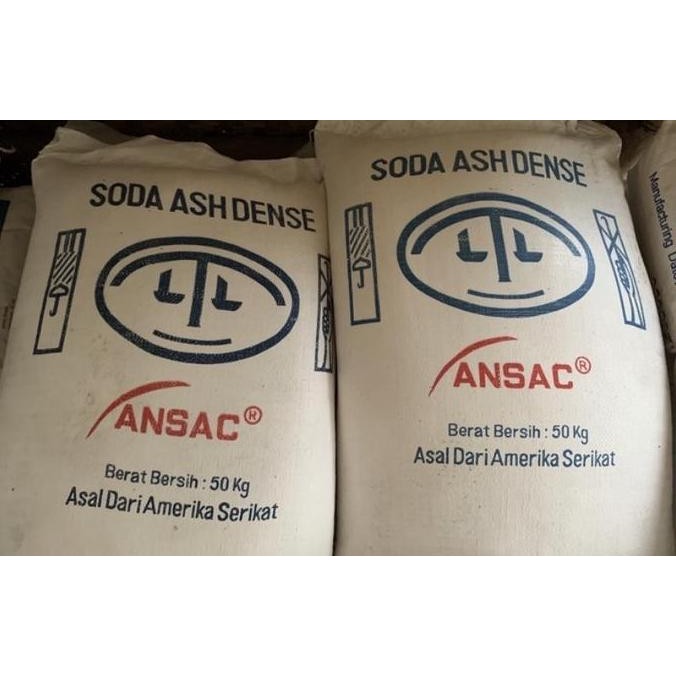 SODA ASH DENSE
ANSAC®
Berat Bersih : 50 Kg
Asal Dari Amerika Serikat
SODA ASH DENSE
ANSAC®
Berat Bersih : 50 Kg
Asal Dari Amerika Serikat
Manufacturing